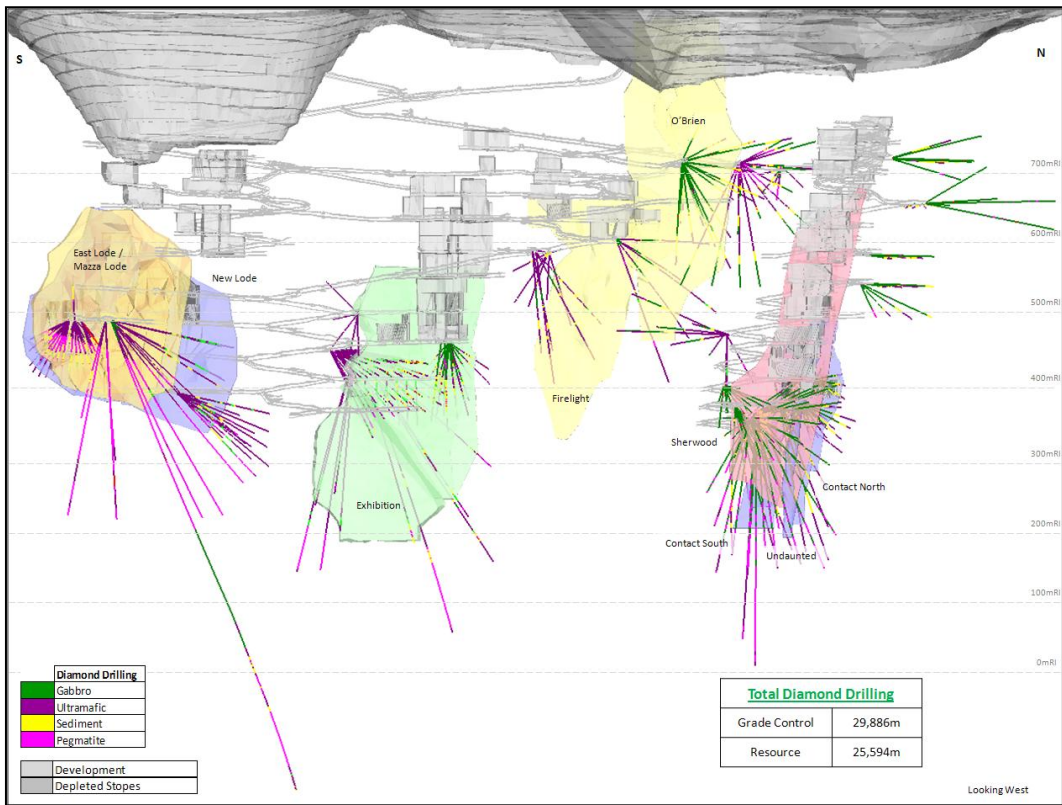 S
N
O'Brien
700mRl
600mRl
East Lode /
Mazza Lode
New Lode
500mRl
400mRl
Firelight
Sherwood
300mRl
Contact North
Exhibition
200mRl
Contact South
Undaunted
100mRl
0mRl
Diamond Drilling
Gabbro
Ultramafic
Sediment
Pegmatite
Development
Depleted Stopes
Total Diamond Drilling
Grade Control 29,886m
Resource 25,594m
Looking West